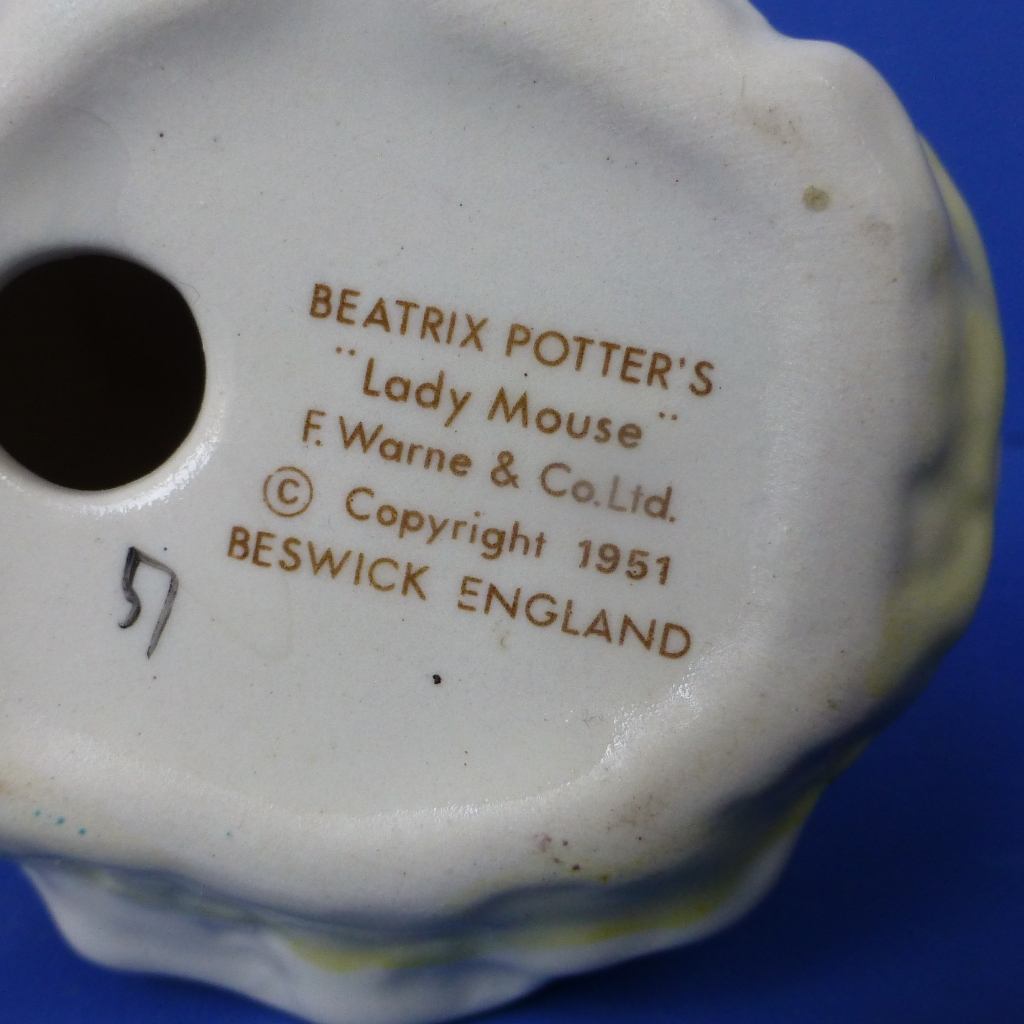 BEATRIX POTTER'S
"Lady Mouse"
F. Warne & Co. Ltd.
© Copyright 1951
BESWICK ENGLAND